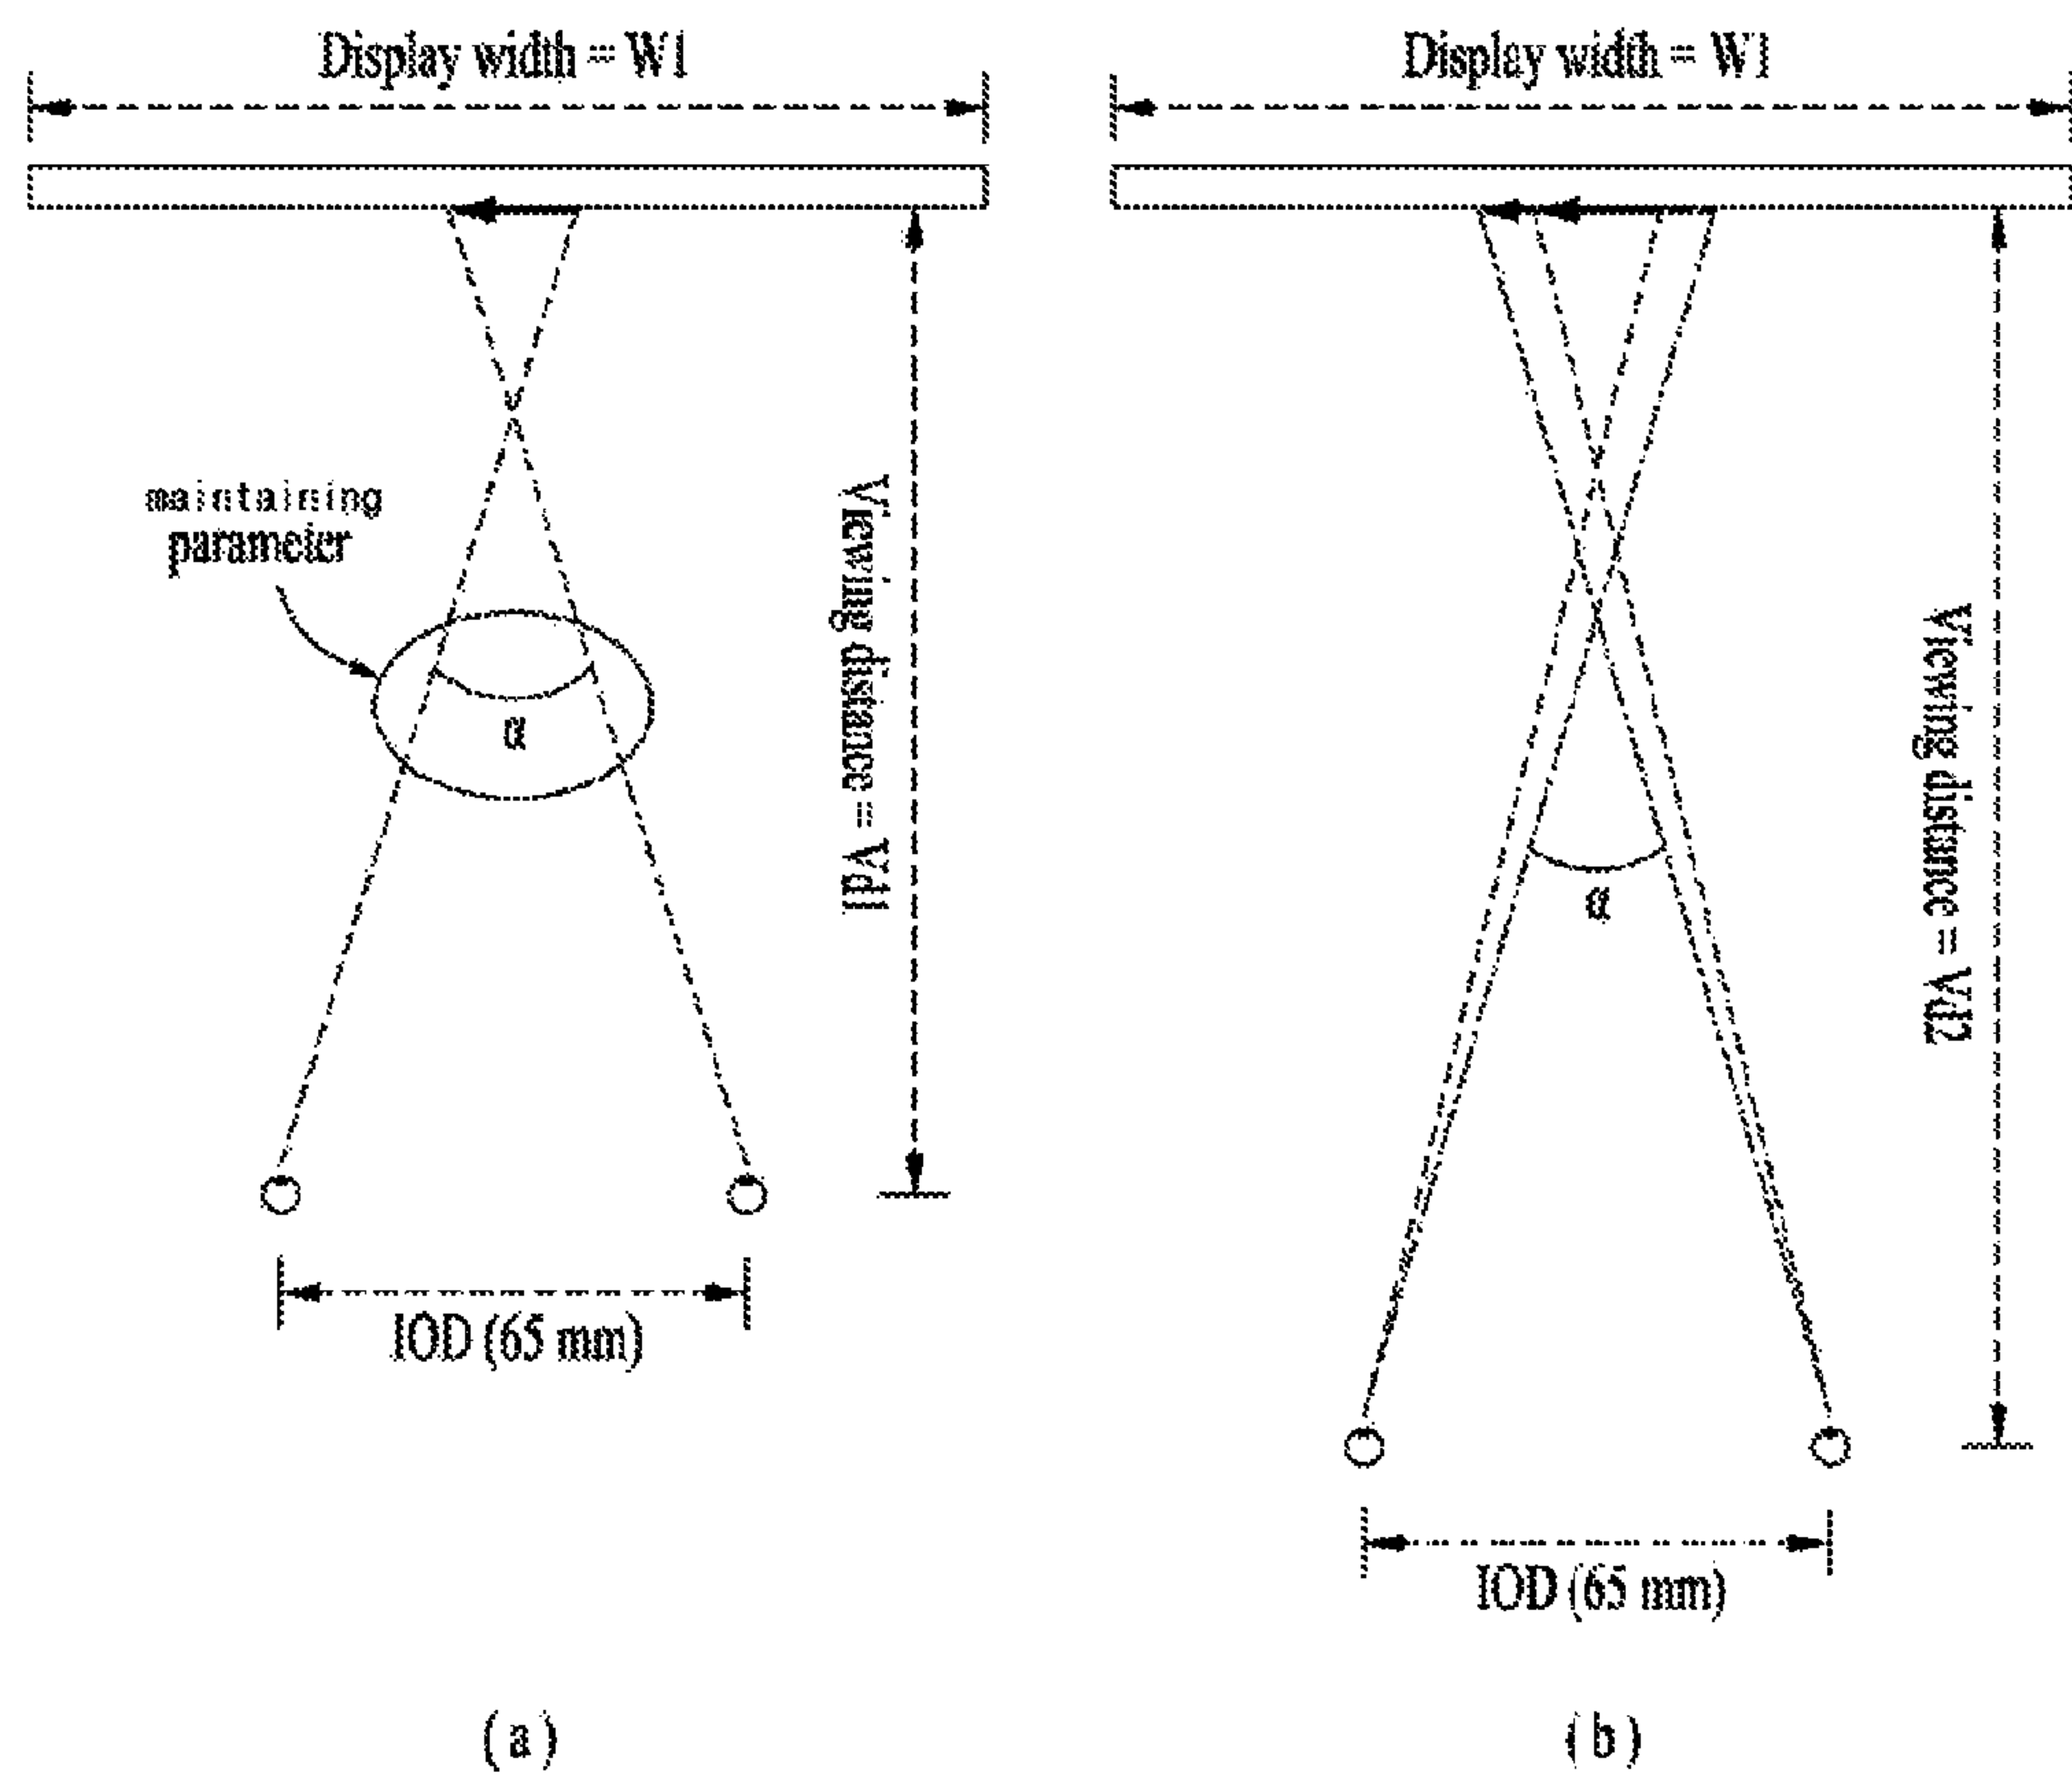 Display width = W1
maintaining
parameter
α
Viewing distance = Vd1
IOD (65 mm)
(a)
Display width = W1
α
Viewing distance = Vd2
IOD (65 mm)
(b)